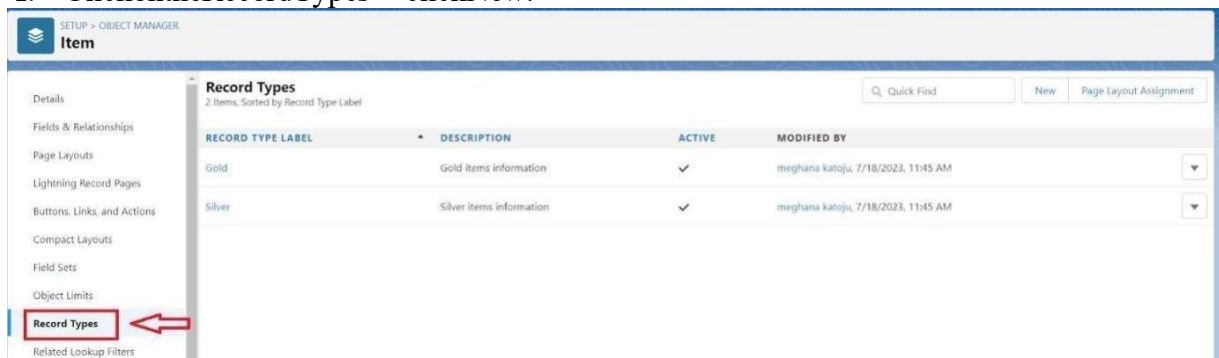 SETUP > OBJECT MANAGER
Item
Details
Fields & Relationships
Page Layouts
Lightning Record Pages
Buttons, Links, and Actions
Compact Layouts
Field Sets
Object Limits
Record Types
Related Lookup Filters
Record Types
2 Items, Sorted by Record Type Label
Quick Find
New
Page Layout Assignment
RECORD TYPE LABEL DESCRIPTION ACTIVE MODIFIED BY
Gold Gold items information meghana katoju, 7/18/2023, 11:45 AM
Silver Silver items information meghana katoju, 7/18/2023, 11:45 AM